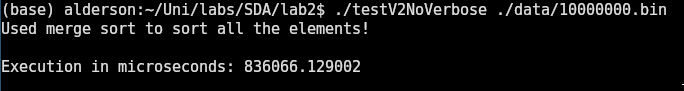 (base) alderson:~/Uni/labs/SDA/lab2$ ./testV2NoVerbose ./data/10000000.bin
Used merge sort to sort all the elements!
Execution in microseconds: 836066.129002